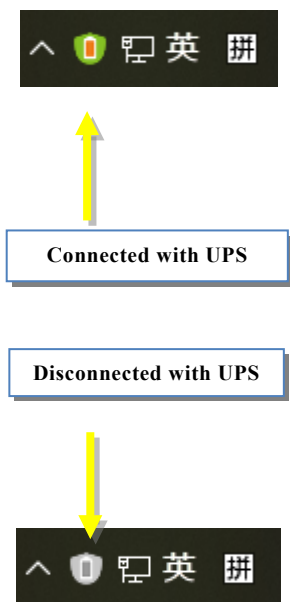 英 拼
Connected with UPS
Disconnected with UPS
英 拼